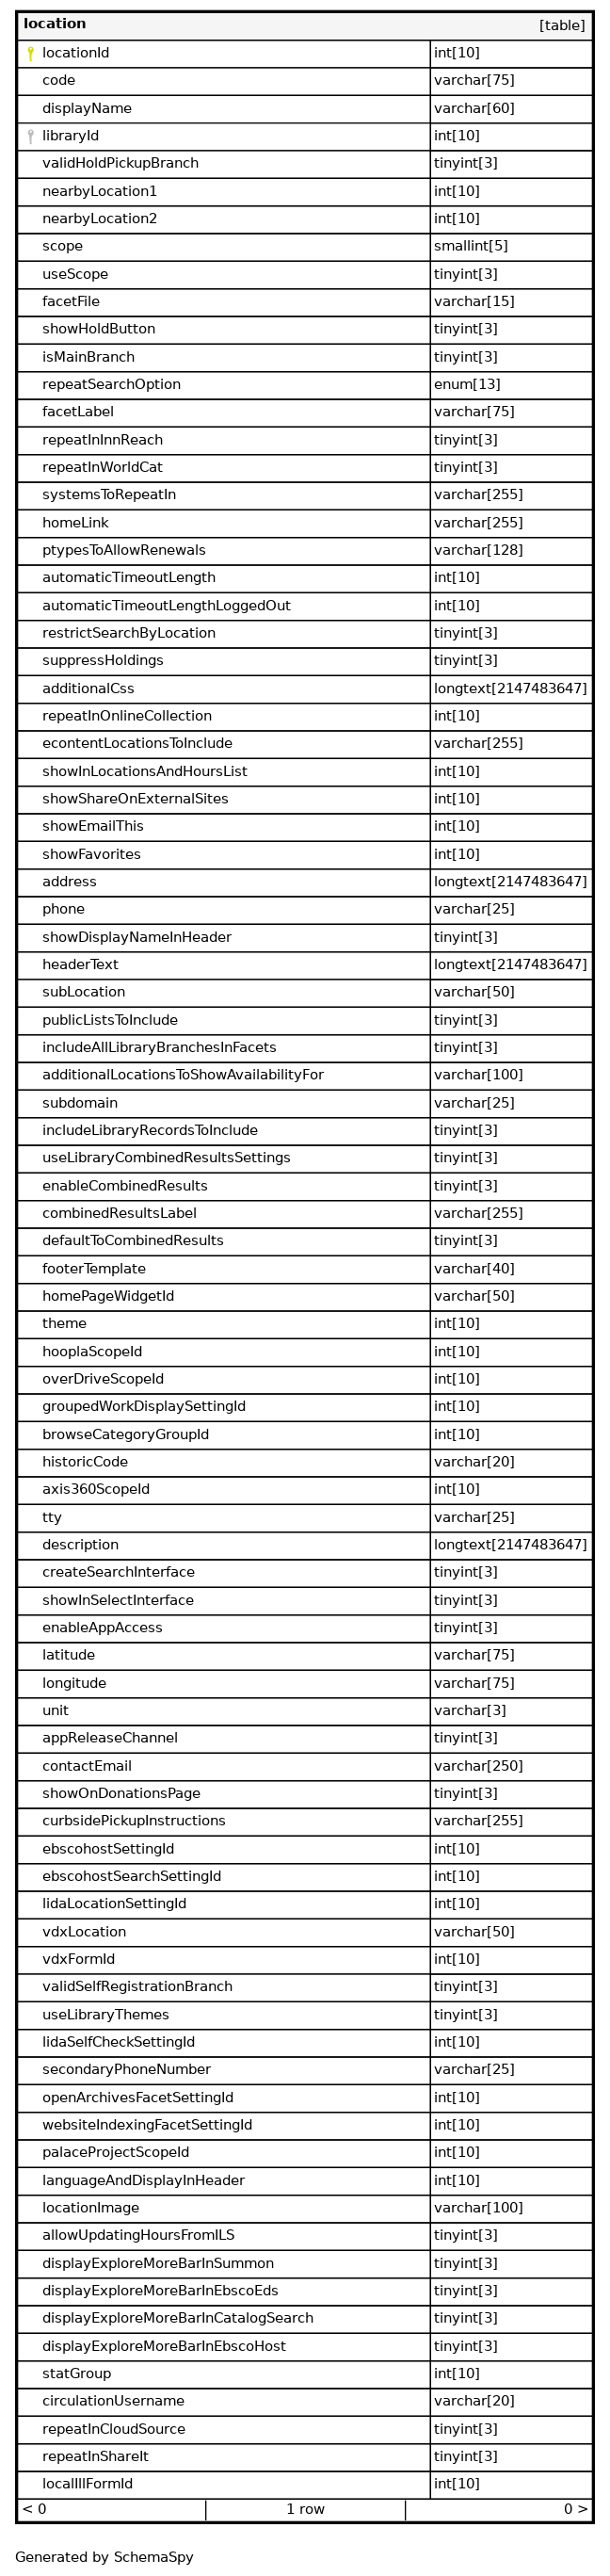 location [table]
locationId int[10]
code varchar[75]
displayName varchar[60]
libraryId int[10]
validHoldPickupBranch tinyint[3]
nearbyLocation1 int[10]
nearbyLocation2 int[10]
scope smallint[5]
useScope tinyint[3]
facetFile varchar[15]
showHoldButton tinyint[3]
isMainBranch tinyint[3]
repeatSearchOption enum[13]
facetLabel varchar[75]
repeatInInnReach tinyint[3]
repeatInWorldCat tinyint[3]
systemsToRepeatIn varchar[255]
homeLink varchar[255]
ptypesToAllowRenewals varchar[128]
automaticTimeoutLength int[10]
automaticTimeoutLengthLoggedOut int[10]
restrictSearchByLocation tinyint[3]
suppressHoldings tinyint[3]
additionalCss longtext[2147483647]
repeatInOnlineCollection int[10]
econtentLocationsToInclude varchar[255]
showInLocationsAndHoursList int[10]
showShareOnExternalSites int[10]
showEmailThis int[10]
showFavorites int[10]
address longtext[2147483647]
phone varchar[25]
showDisplayNameInHeader tinyint[3]
headerText longtext[2147483647]
subLocation varchar[50]
publicListsToInclude tinyint[3]
includeAllLibraryBranchesInFacets tinyint[3]
additionalLocationsToShowAvailabilityFor varchar[100]
subdomain varchar[25]
includeLibraryRecordsToInclude tinyint[3]
useLibraryCombinedResultsSettings tinyint[3]
enableCombinedResults tinyint[3]
combinedResultsLabel varchar[255]
defaultToCombinedResults tinyint[3]
footerTemplate varchar[40]
homePageWidgetId varchar[50]
theme int[10]
hooplaScopeId int[10]
overDriveScopeId int[10]
groupedWorkDisplaySettingId int[10]
browseCategoryGroupId int[10]
historicCode varchar[20]
axis360ScopeId int[10]
tty varchar[25]
description longtext[2147483647]
createSearchInterface tinyint[3]
showInSelectInterface tinyint[3]
enableAppAccess tinyint[3]
latitude varchar[75]
longitude varchar[75]
unit varchar[3]
appReleaseChannel tinyint[3]
contactEmail varchar[250]
showOnDonationsPage tinyint[3]
curbsidePickupInstructions varchar[255]
ebscohostSettingId int[10]
ebscohostSearchSettingId int[10]
lidaLocationSettingId int[10]
vdxLocation varchar[50]
vdxFormId int[10]
validSelfRegistrationBranch tinyint[3]
useLibraryThemes tinyint[3]
lidaSelfCheckSettingId int[10]
secondaryPhoneNumber varchar[25]
openArchivesFacetSettingId int[10]
websiteIndexingFacetSettingId int[10]
palaceProjectScopeId int[10]
languageAndDisplayInHeader int[10]
locationImage varchar[100]
allowUpdatingHoursFromILS tinyint[3]
displayExploreMoreBarInSummon tinyint[3]
displayExploreMoreBarInEbscoEds tinyint[3]
displayExploreMoreBarInCatalogSearch tinyint[3]
displayExploreMoreBarInEbscoHost tinyint[3]
statGroup int[10]
circulationUsername varchar[20]
repeatInCloudSource tinyint[3]
repeatInShareIt tinyint[3]
localIllFormId int[10]
< 0 1 row 0 >
Generated by SchemaSpy